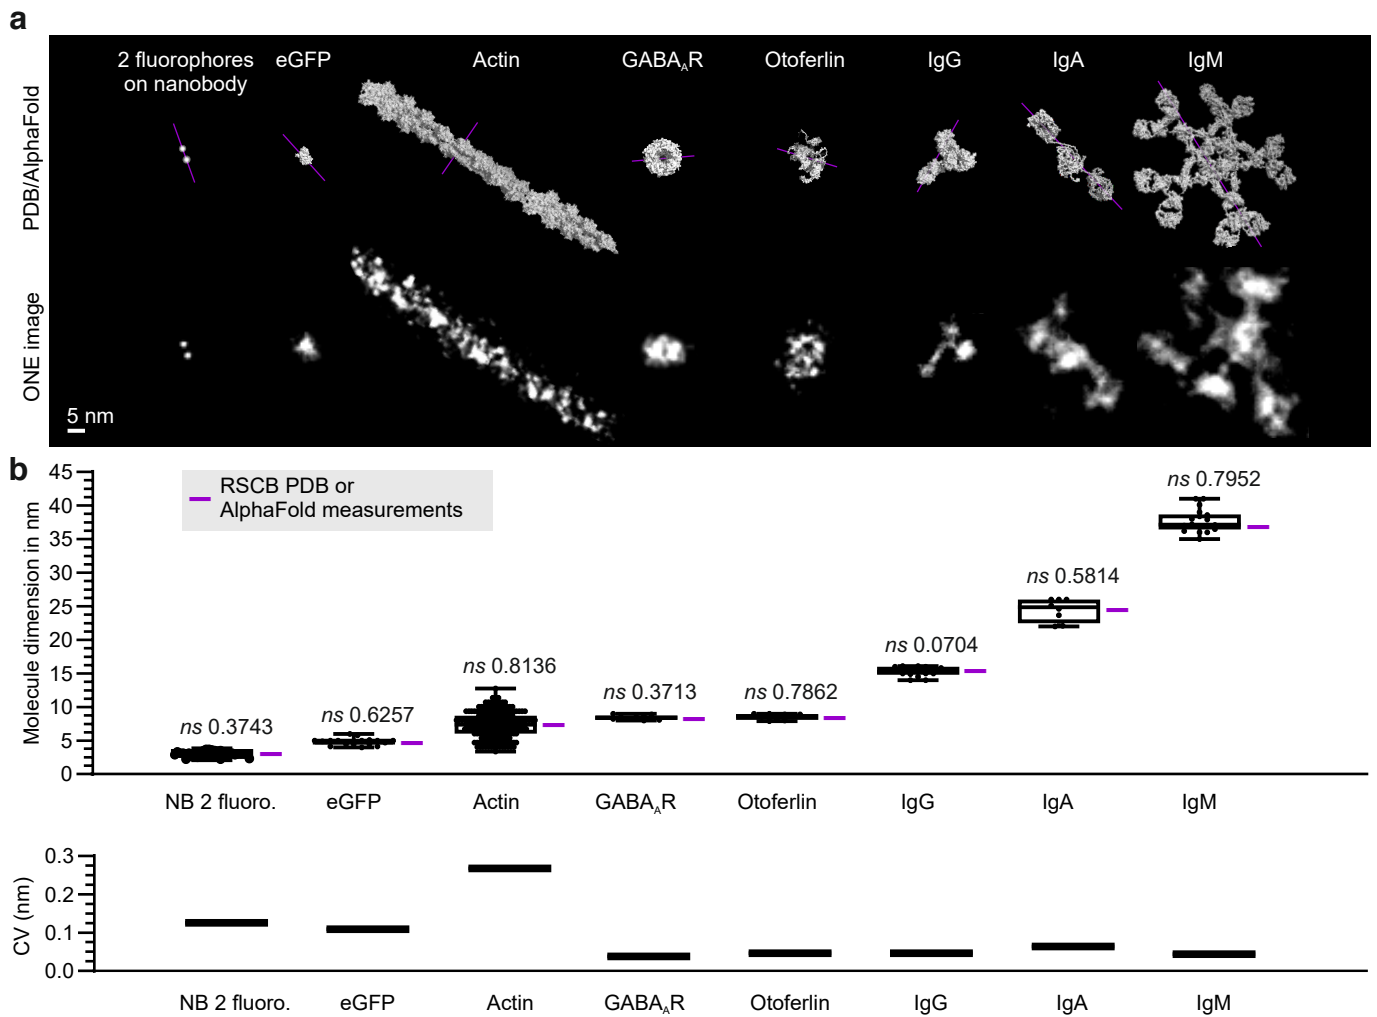 a
2 fluorophores
on nanobody
eGFP
Actin
GABAAR
Otoferlin
IgG
IgA
IgM
PDB/AlphaFold
ONE image
5 nm
b
RSCB PDB or
AlphaFold measurements
Molecule dimension in nm
45
40
35
30
25
20
15
10
5
0
ns 0.3743
ns 0.6257
ns 0.8136
ns 0.3713
ns 0.7862
ns 0.0704
ns 0.5814
ns 0.7952
NB 2 fluoro.
eGFP
Actin
GABAAR
Otoferlin
IgG
IgA
IgM
CV (nm)
0.3
0.2
0.1
0.0
NB 2 fluoro.
eGFP
Actin
GABAAR
Otoferlin
IgG
IgA
IgM